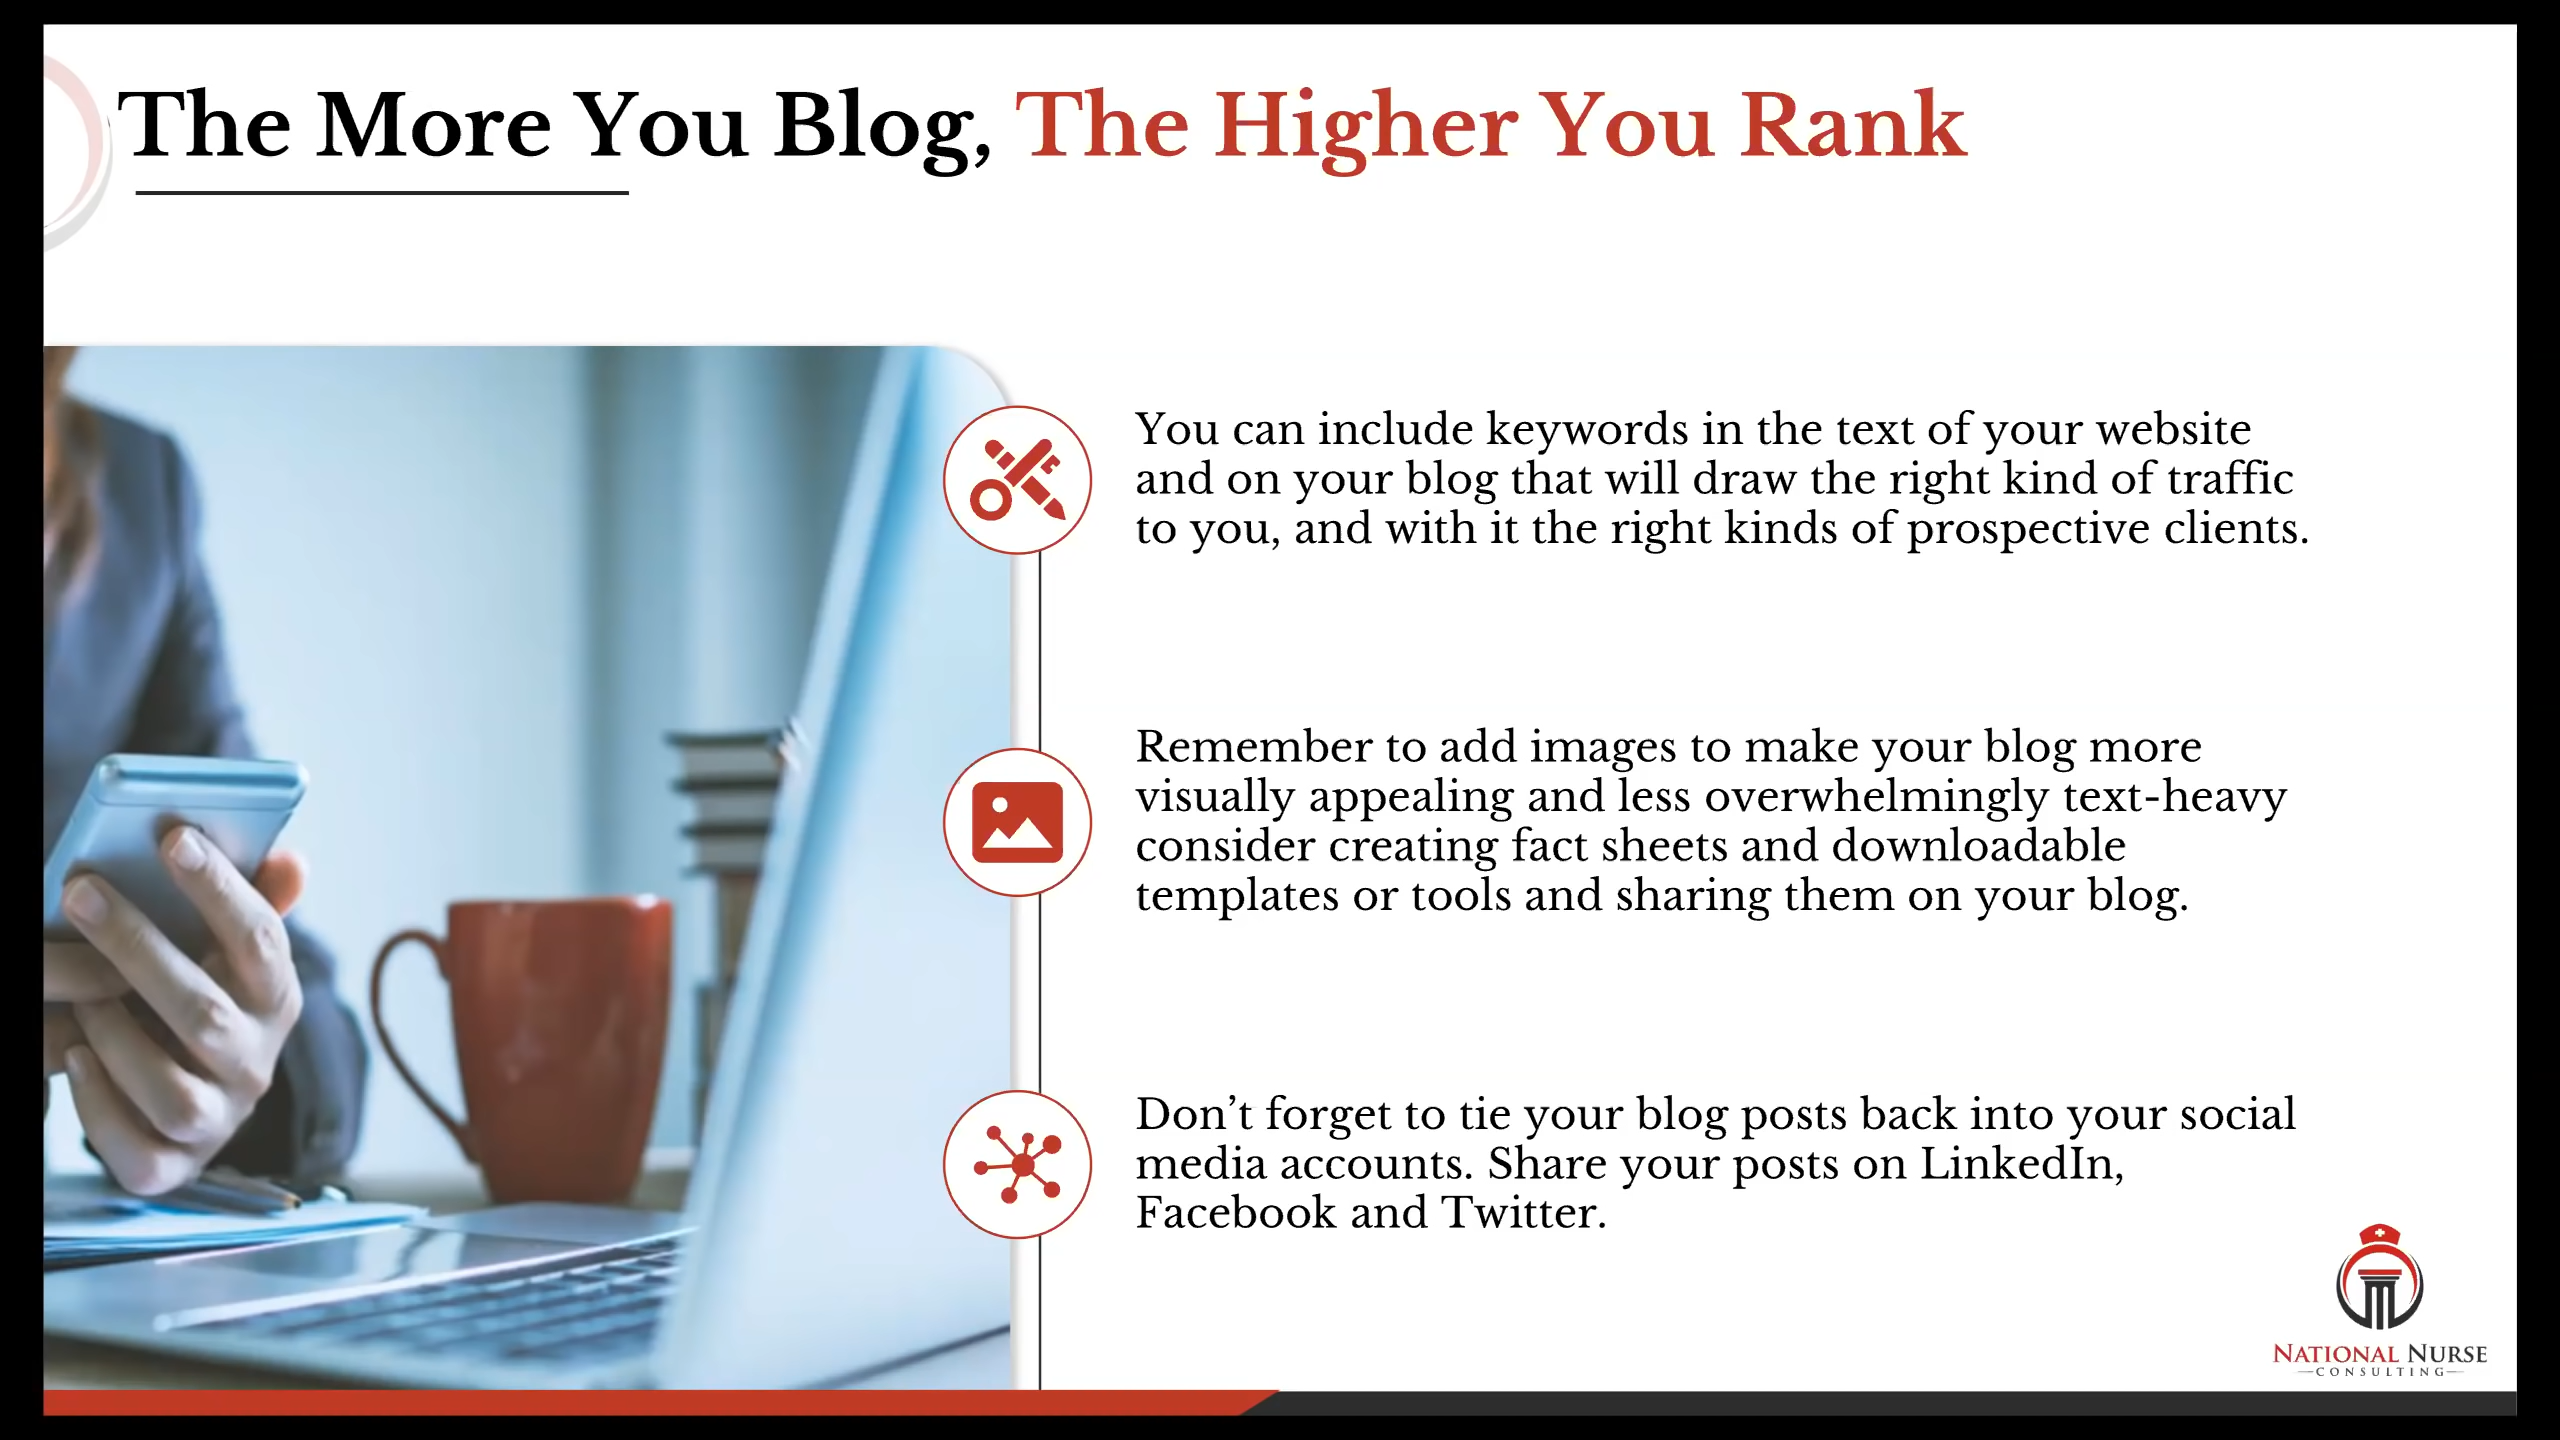 The More You Blog, The Higher You Rank
You can include keywords in the text of your website
and on your blog that will draw the right kind of traffic
to you, and with it the right kinds of prospective clients.
Remember to add images to make your blog more
visually appealing and less overwhelmingly text-heavy
consider creating fact sheets and downloadable
templates or tools and sharing them on your blog.
Don’t forget to tie your blog posts back into your social
media accounts. Share your posts on LinkedIn,
Facebook and Twitter.
NATIONAL NURSE
CONSULTING